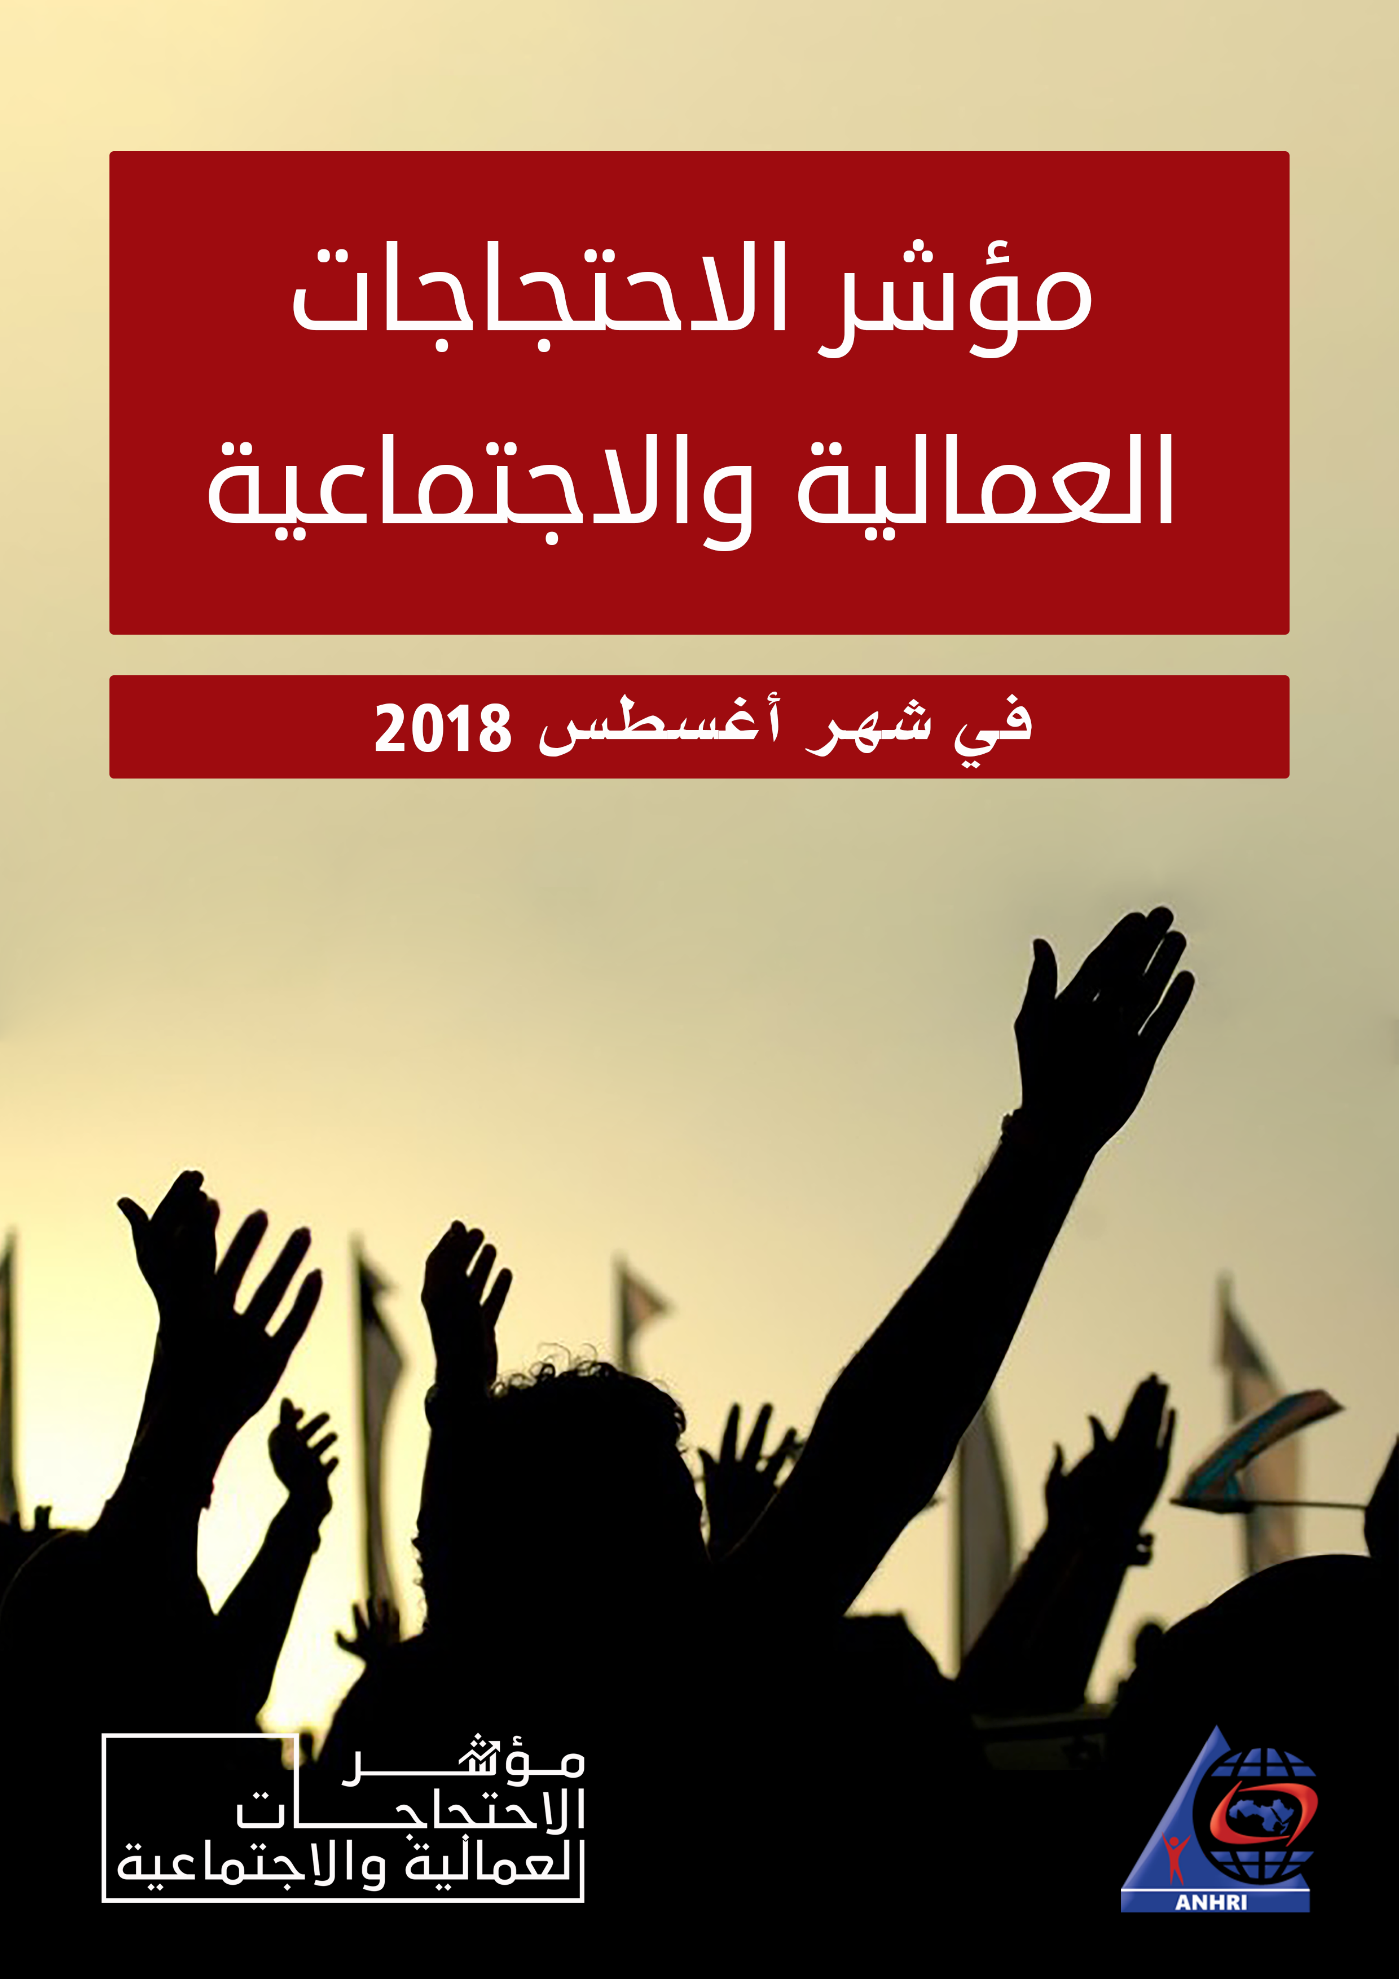 مؤشر الاحتجاجات
العمالية والاجتماعية
في شهر أغسطس 2018
مؤشر
الاحتجاجات
العمالية والاجتماعية
ANHRI